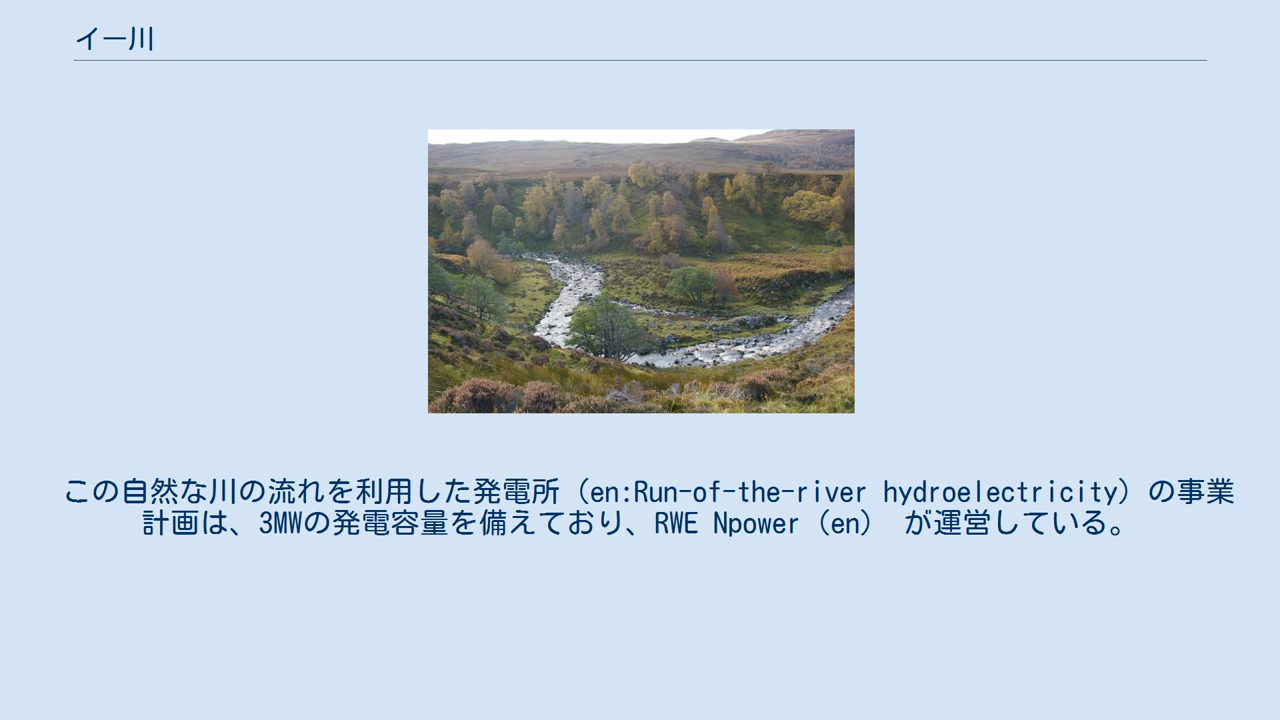 イー川
この自然な川の流れを利用した発電所（en:Run-of-the-river hydroelectricity）の事業
計画は、3MWの発電容量を備えており、RWE Npower（en） が運営している。